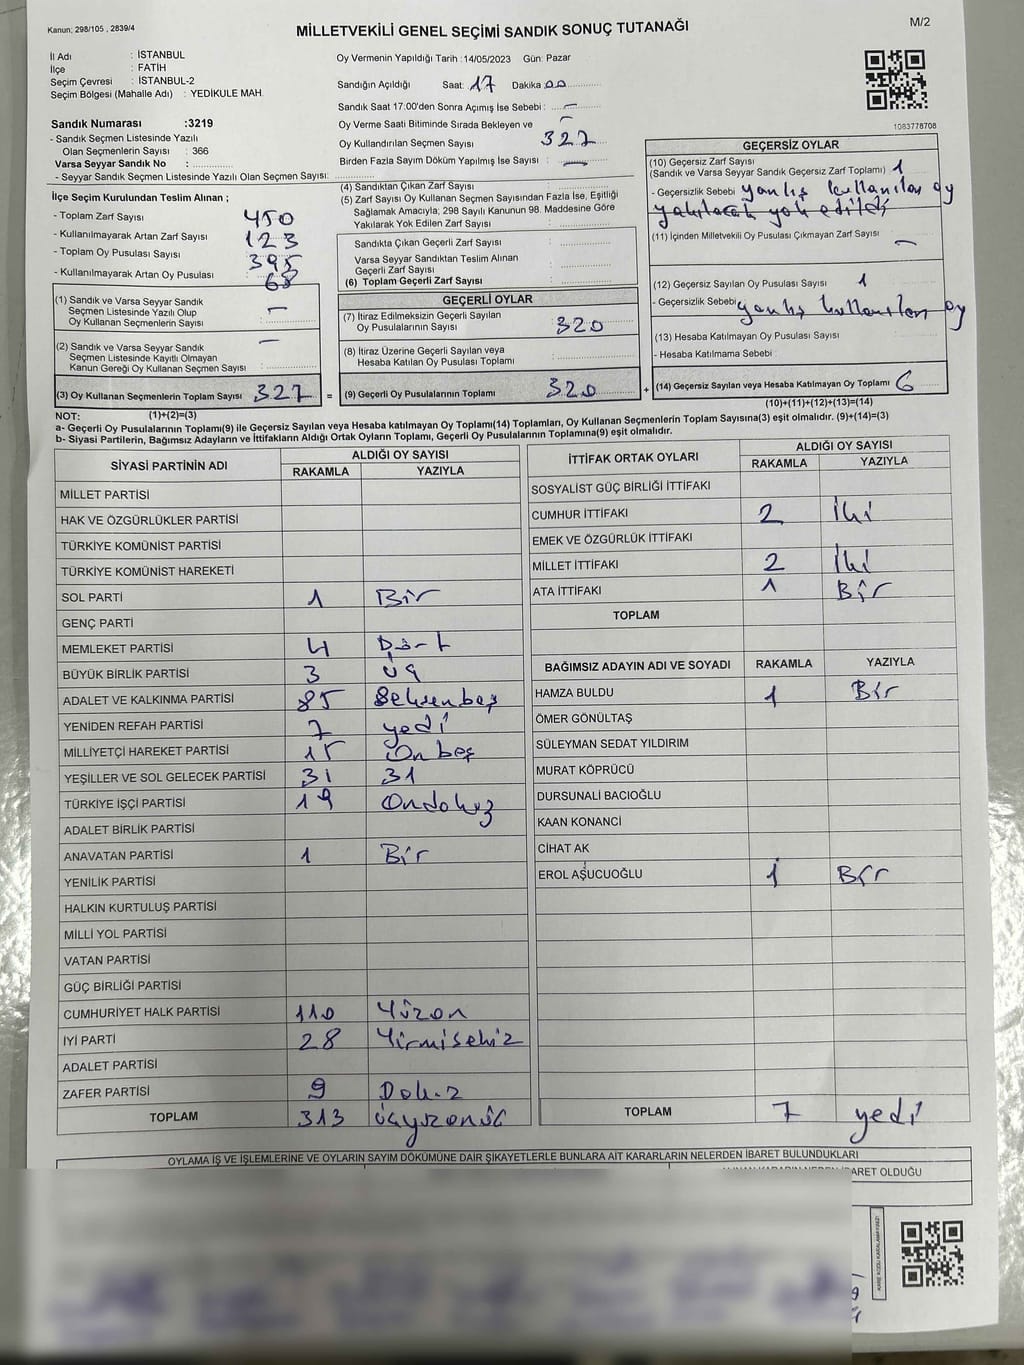 Kanun; 298/105 , 2839/4
MİLLETVEKİLİ GENEL SEÇİMİ SANDIK SONUÇ TUTANAĞI
M/2
İl Adı : İSTANBUL
İlçe : FATİH
Seçim Çevresi : İSTANBUL-2
Seçim Bölgesi (Mahalle Adı) : YEDİKULE MAH.
Sandık Numarası :3219
- Sandık Seçmen Listesinde Yazılı
Olan Seçmenlerin Sayısı : 366
Varsa Seyyar Sandık No :
- Seyyar Sandık Seçmen Listesinde Yazılı Olan Seçmen Sayısı:
Oy Vermenin Yapıldığı Tarih :14/05/2023 Gün: Pazar
Sandığın Açıldığı Saat: 17 Dakika 00
Sandık Saat 17:00'den Sonra Açımış İse Sebebi : —
Oy Verme Saati Bitiminde Sırada Bekleyen ve
Oy Kullandırılan Seçmen Sayısı 327
Birden Fazla Sayım Döküm Yapılmış İse Sayısı : —
1083778708
İlçe Seçim Kurulundan Teslim Alınan ;
- Toplam Zarf Sayısı 450
- Kullanılmayarak Artan Zarf Sayısı 123
- Toplam Oy Pusulası Sayısı 395
- Kullanılmayarak Artan Oy Pusulası 68
(1) Sandık ve Varsa Seyyar Sandık
Seçmen Listesinde Yazılı Olup
Oy Kullanan Seçmenlerin Sayısı : —
(2) Sandık ve Varsa Seyyar Sandık
Seçmen Listesinde Kayıtlı Olmayan
Kanun Gereği Oy Kullanan Seçmen Sayısı : —
(3) Oy Kullanan Seçmenlerin Toplam Sayısı 327 =
(1)+(2)=(3)
(4) Sandıktan Çıkan Zarf Sayısı :
(5) Zarf Sayısı Oy Kullanan Seçmen Sayısından Fazla İse, Eşitliği
Sağlamak Amacıyla; 298 Sayılı Kanunun 98. Maddesine Göre
Yakılarak Yok Edilen Zarf Sayısı :
Sandıkta Çıkan Geçerli Zarf Sayısı :
Varsa Seyyar Sandıktan Teslim Alınan
Geçerli Zarf Sayısı :
(6) Toplam Geçerli Zarf Sayısı :
GEÇERLİ OYLAR
(7) İtiraz Edilmeksizin Geçerli Sayılan
Oy Pusulalarının Sayısı : 320
(8) İtiraz Üzerine Geçerli Sayılan veya
Hesaba Katılan Oy Pusulası Toplamı :
(9) Geçerli Oy Pusulalarının Toplamı 320 +
GEÇERSİZ OYLAR
(10) Geçersiz Zarf Sayısı
(Sandık ve Varsa Seyyar Sandık Geçersiz Zarf Toplamı) 1
- Geçersizlik Sebebi yanlış kullanılan oy
yakılarak yok edildi
(11) İçinden Milletvekili Oy Pusulası Çıkmayan Zarf Sayısı
—
(12) Geçersiz Sayılan Oy Pusulası Sayısı : 1
- Geçersizlik Sebebi yanlış kullanılan oy
(13) Hesaba Katılmayan Oy Pusulası Sayısı :
- Hesaba Katılmama Sebebi :
(14) Geçersiz Sayılan veya Hesaba Katılmayan Oy Toplamı 6
(10)+(11)+(12)+(13)=(14)
NOT:
a- Geçerli Oy Pusulalarının Toplamı(9) ile Geçersiz Sayılan veya Hesaba katılmayan Oy Toplamı(14) Toplamları, Oy Kullanan Seçmenlerin Toplam Sayısına(3) eşit olmalıdır. (9)+(14)=(3)
b- Siyasi Partilerin, Bağımsız Adayların ve İttifakların Aldığı Ortak Oyların Toplamı, Geçerli Oy Pusulalarının Toplamına(9) eşit olmalıdır.
SİYASİ PARTİNİN ADI ALDIĞI OY SAYISI
RAKAMLA YAZIYLA
MİLLET PARTİSİ
HAK VE ÖZGÜRLÜKLER PARTİSİ
TÜRKİYE KOMÜNİST PARTİSİ
TÜRKİYE KOMÜNİST HAREKETİ
SOL PARTİ 1 Bir
GENÇ PARTİ
MEMLEKET PARTİSİ 4 Dört
BÜYÜK BİRLİK PARTİSİ 3 üç
ADALET VE KALKINMA PARTİSİ 85 Seksenbeş
YENİDEN REFAH PARTİSİ 7 yedi
MİLLİYETÇİ HAREKET PARTİSİ 15 Onbeş
YEŞİLLER VE SOL GELECEK PARTİSİ 31 31
TÜRKİYE İŞÇİ PARTİSİ 19 Ondokuz
ADALET BİRLİK PARTİSİ
ANAVATAN PARTİSİ 1 Bir
YENİLİK PARTİSİ
HALKIN KURTULUŞ PARTİSİ
MİLLİ YOL PARTİSİ
VATAN PARTİSİ
GÜÇ BİRLİĞİ PARTİSİ
CUMHURİYET HALK PARTİSİ 110 Yüzon
İYİ PARTİ 28 Yirmisekiz
ADALET PARTİSİ
ZAFER PARTİSİ 9 Dokuz
TOPLAM 313 üçyüzonüç
İTTİFAK ORTAK OYLARI ALDIĞI OY SAYISI
RAKAMLA YAZIYLA
SOSYALİST GÜÇ BİRLİĞİ İTTİFAKI
CUMHUR İTTİFAKI 2 İki
EMEK VE ÖZGÜRLÜK İTTİFAKI
MİLLET İTTİFAKI 2 İki
ATA İTTİFAKI 1 Bir
TOPLAM
BAĞIMSIZ ADAYIN ADI VE SOYADI RAKAMLA YAZIYLA
HAMZA BULDU 1 Bir
ÖMER GÖNÜLTAŞ
SÜLEYMAN SEDAT YILDIRIM
MURAT KÖPRÜCÜ
DURSUNALİ BACIOĞLU
KAAN KONANCİ
CİHAT AK
EROL AŞUCUOĞLU 1 Bir
TOPLAM 7 yedi
OYLAMA İŞ VE İŞLEMLERİNE VE OYLARIN SAYIM DÖKÜMÜNE DAİR ŞİKAYETLERLE BUNLARA AİT KARARLARIN NELERDEN İBARET BULUNDUKLARI
OLDUĞU